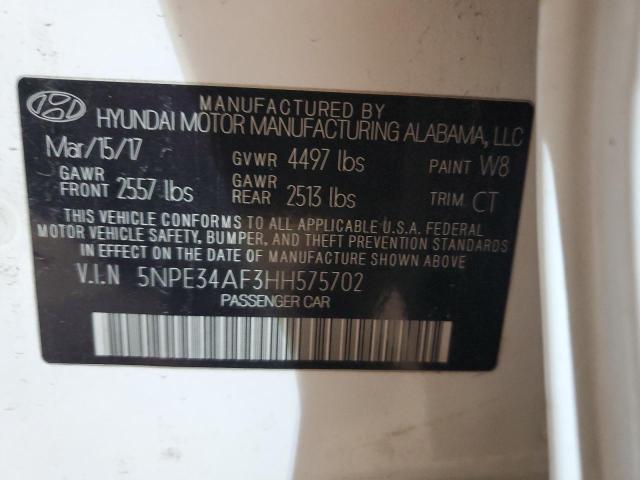 MANUFACTURED BY
HYUNDAI MOTOR MANUFACTURING ALABAMA, LLC
Mar/15/17 GVWR 4497 lbs PAINT W8
GAWR FRONT 2557 lbs GAWR REAR 2513 lbs TRIM CT
THIS VEHICLE CONFORMS TO ALL APPLICABLE U.S.A. FEDERAL
MOTOR VEHICLE SAFETY, BUMPER, AND THEFT PREVENTION STANDARDS
IN EFFECT ON THE DATE OF MANUFACTURE SHOWN ABOVE.
V.I.N 5NPE34AF3HH575702
PASSENGER CAR